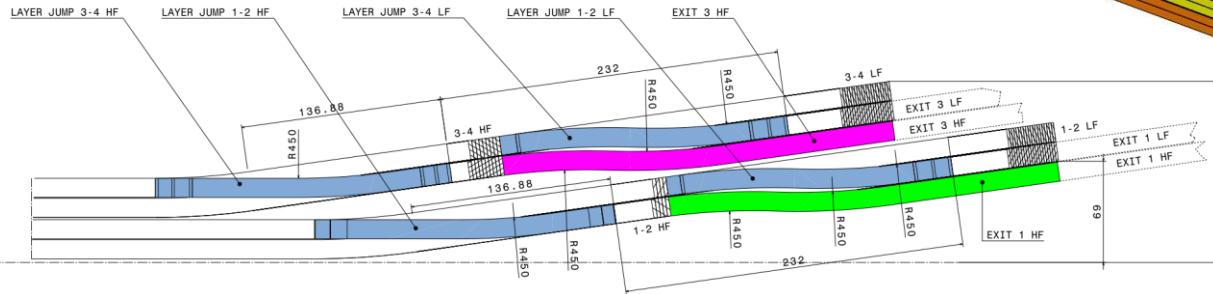 LAYER JUMP 3-4 HF
LAYER JUMP 1-2 HF
LAYER JUMP 3-4 LF
LAYER JUMP 1-2 LF
EXIT 3 HF
232
3-4 LF
136.88
R450
R450
EXIT 3 LF
3-4 HF
R450
EXIT 3 HF
1-2 LF
EXIT 1 LF
EXIT 1 HF
136.88
69
1-2 HF
R450
R450
R450
R450
R450
EXIT 1 HF
232